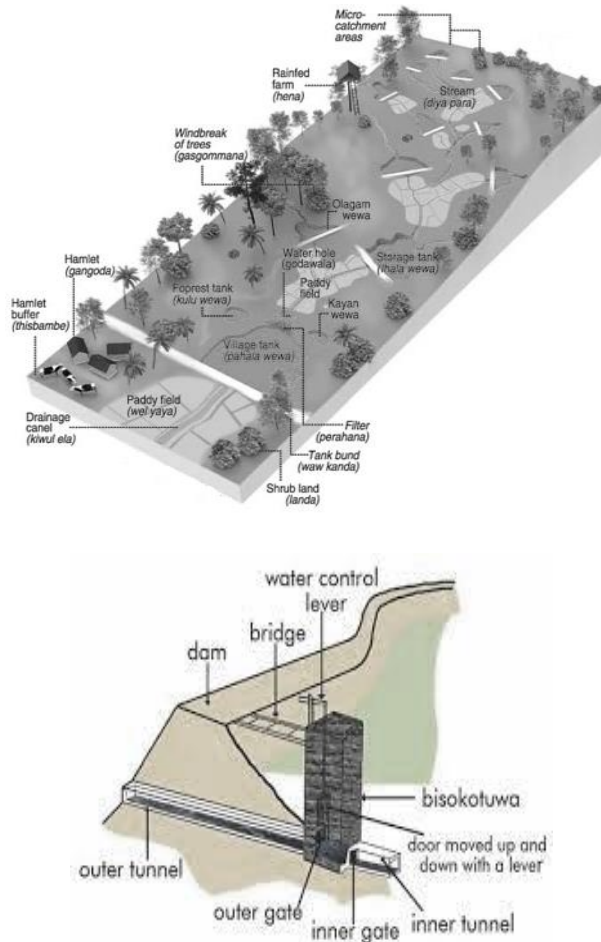 Micro-
catchment
areas
Rainfed
farm
(hena)
Stream
(diya para)
Windbreak
of trees
(gasgommana)
Olagam
wewa
Hamlet
(gangoda)
Water hole
(godawala)
Storage tank
(ihala wewa)
Foprest tank
(kulu wewa)
Paddy
field
Kayan
wewa
Hamlet
buffer
(thisbambe)
Village tank
(pahala wewa)
Paddy field
(wel yaya)
Drainage
canel
(kiwul ela)
Filter
(perahana)
Tank bund
(waw kanda)
Shrub land
(landa)
water control
lever
bridge
dam
bisokotuwa
door moved up and
down with a lever
outer tunnel
outer gate
inner gate
inner tunnel